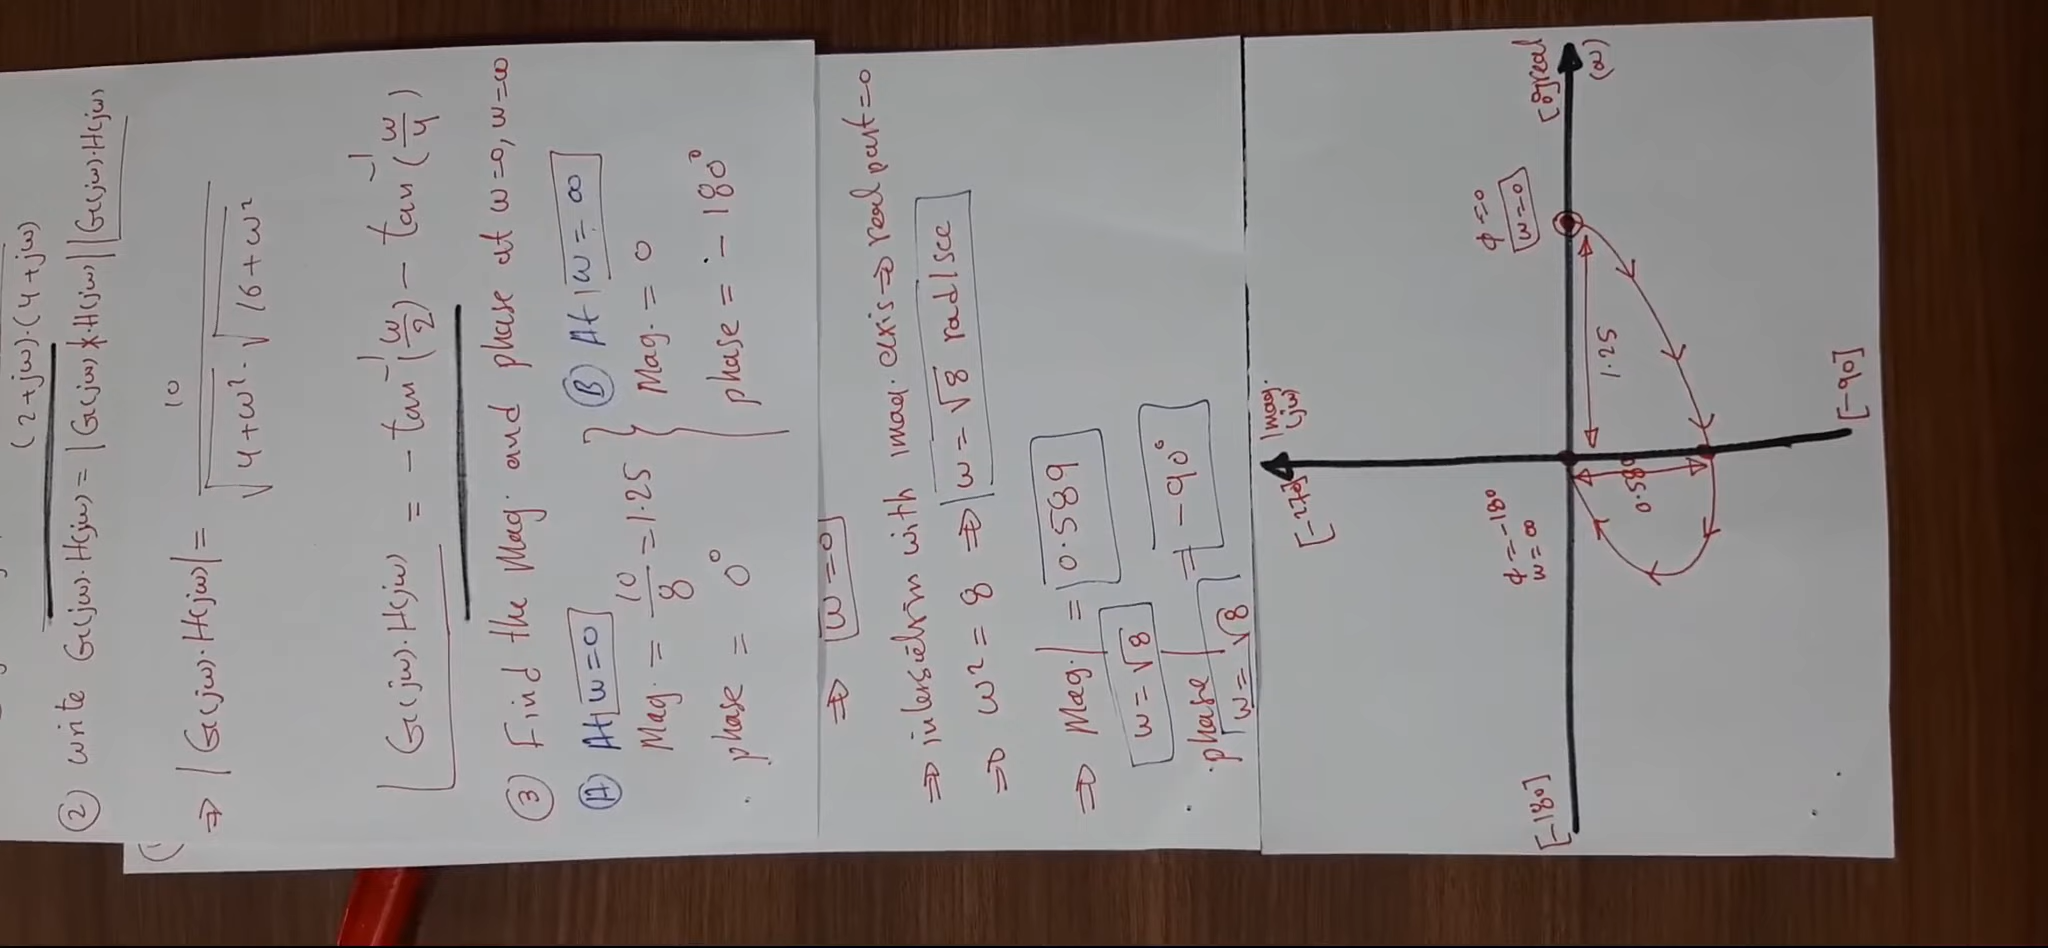 (2+jω)·(4+jω)
② write G(jω)·H(jω) = |G(jω)*H(jω)| |G(jω)·H(jω)
⇒ |G(jω)·H(jω)| = 10
√4+ω² · √16+ω²
G(jω)·H(jω) = - tan⁻¹(ω/2) - tan⁻¹(ω/4)
③ Find the Mag· and phase at ω=0, ω=∞
Ⓐ At ω=0
Mag· = 10/8 = 1.25
phase = 0°
Ⓑ At ω=∞
Mag· = 0
phase = -180°
⇒ ω=0
⇒ intersection with imag. axis → real part=0
⇒ ω² = 8 ⇒ ω = √8 rad/sce
⇒ Mag.| = 0.589
ω=√8
phase| = -90°
ω=√8
Imag.
(jω)
[-270]
φ=-180°
ω=∞
φ=0
ω=0
[0]real
[-180]
1.25
0.589
[-90]